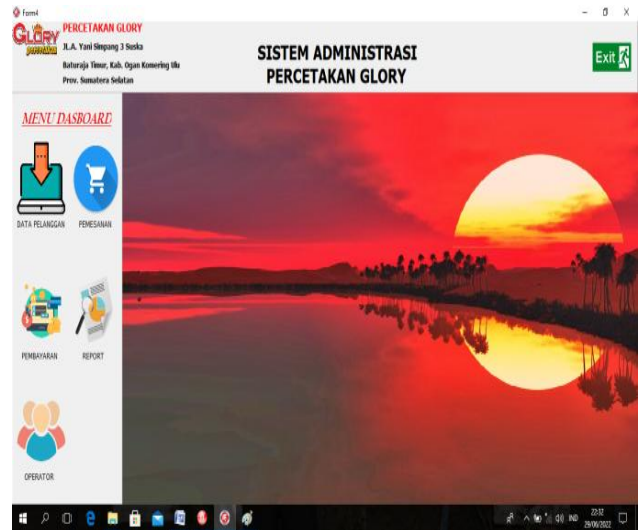 Form4
GLORY
percetakan
PERCETAKAN GLORY
JL.A. Yani Simpang 3 Suska
Baturaja Timur, Kab. Ogan Komering Ulu
Prov. Sumatera Selatan
SISTEM ADMINISTRASI
PERCETAKAN GLORY
Exit
MENU DASBOARD
DATA PELANGGAN
PEMESANAN
PEMBAYARAN
REPORT
OPERATOR
IND
22:32
29/06/2022